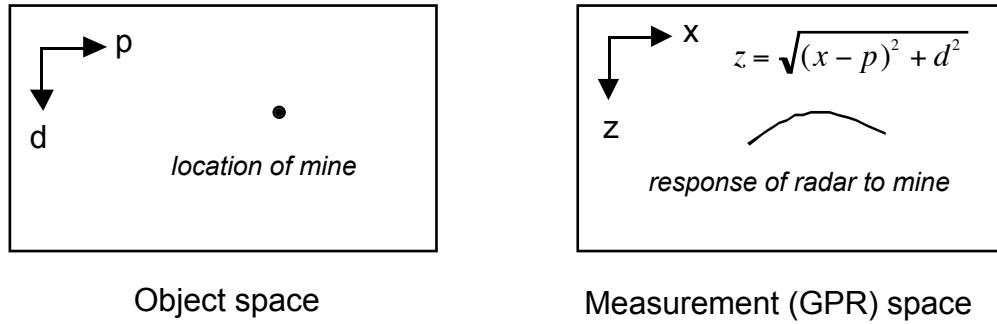 p
d
location of mine
Object space
x
z = √(x − p)² + d²
z
response of radar to mine
Measurement (GPR) space